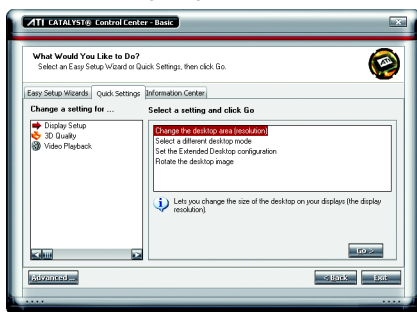 ATI CATALYST® Control Center - Basic
What Would You Like to Do?
Select an Easy Setup Wizard or Quick Settings, then click Go.
ATI
Easy Setup Wizards Quick Settings Information Center
Change a setting for ...
Display Setup
3D Quality
Video Playback
Select a setting and click Go
Change the desktop area (resolution)
Select a different desktop mode
Set the Extended Desktop configuration
Rotate the desktop image
Lets you change the size of the desktop on your displays (the display
resolution).
Go >
Advanced... < Back Exit